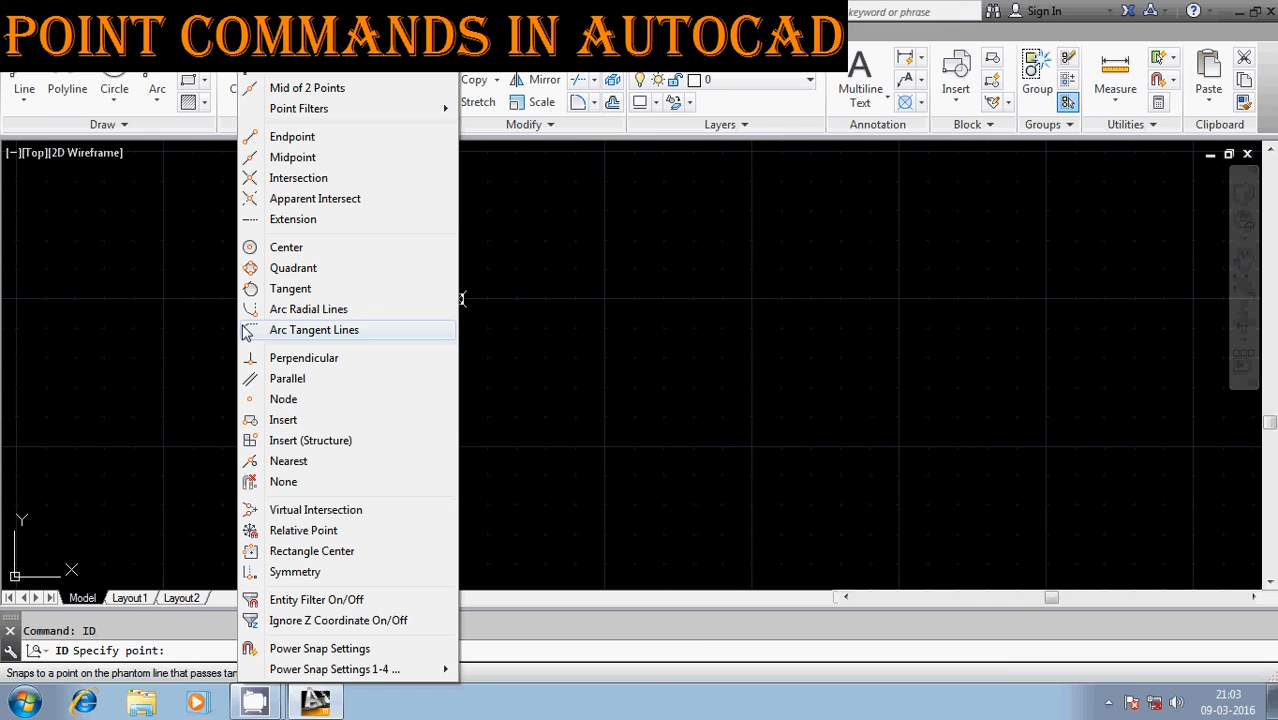 POINT COMMANDS IN AUTOCAD
keyword or phrase
Sign In
Line
Polyline
Circle
Arc
Copy
Mirror
Stretch
Scale
0
Multiline
Text
Insert
Group
Measure
Paste
Draw
Modify
Layers
Annotation
Block
Groups
Utilities
Clipboard
[−][Top][2D Wireframe]
Mid of 2 Points
Point Filters
Endpoint
Midpoint
Intersection
Apparent Intersect
Extension
Center
Quadrant
Tangent
Arc Radial Lines
Arc Tangent Lines
Perpendicular
Parallel
Node
Insert
Insert (Structure)
Nearest
None
Virtual Intersection
Relative Point
Rectangle Center
Symmetry
Entity Filter On/Off
Ignore Z Coordinate On/Off
Power Snap Settings
Power Snap Settings 1-4 ...
Y
X
Model
Layout1
Layout2
Command: ID
ID Specify point:
Snaps to a point on the phantom line that passes tan
21:03
09-03-2016